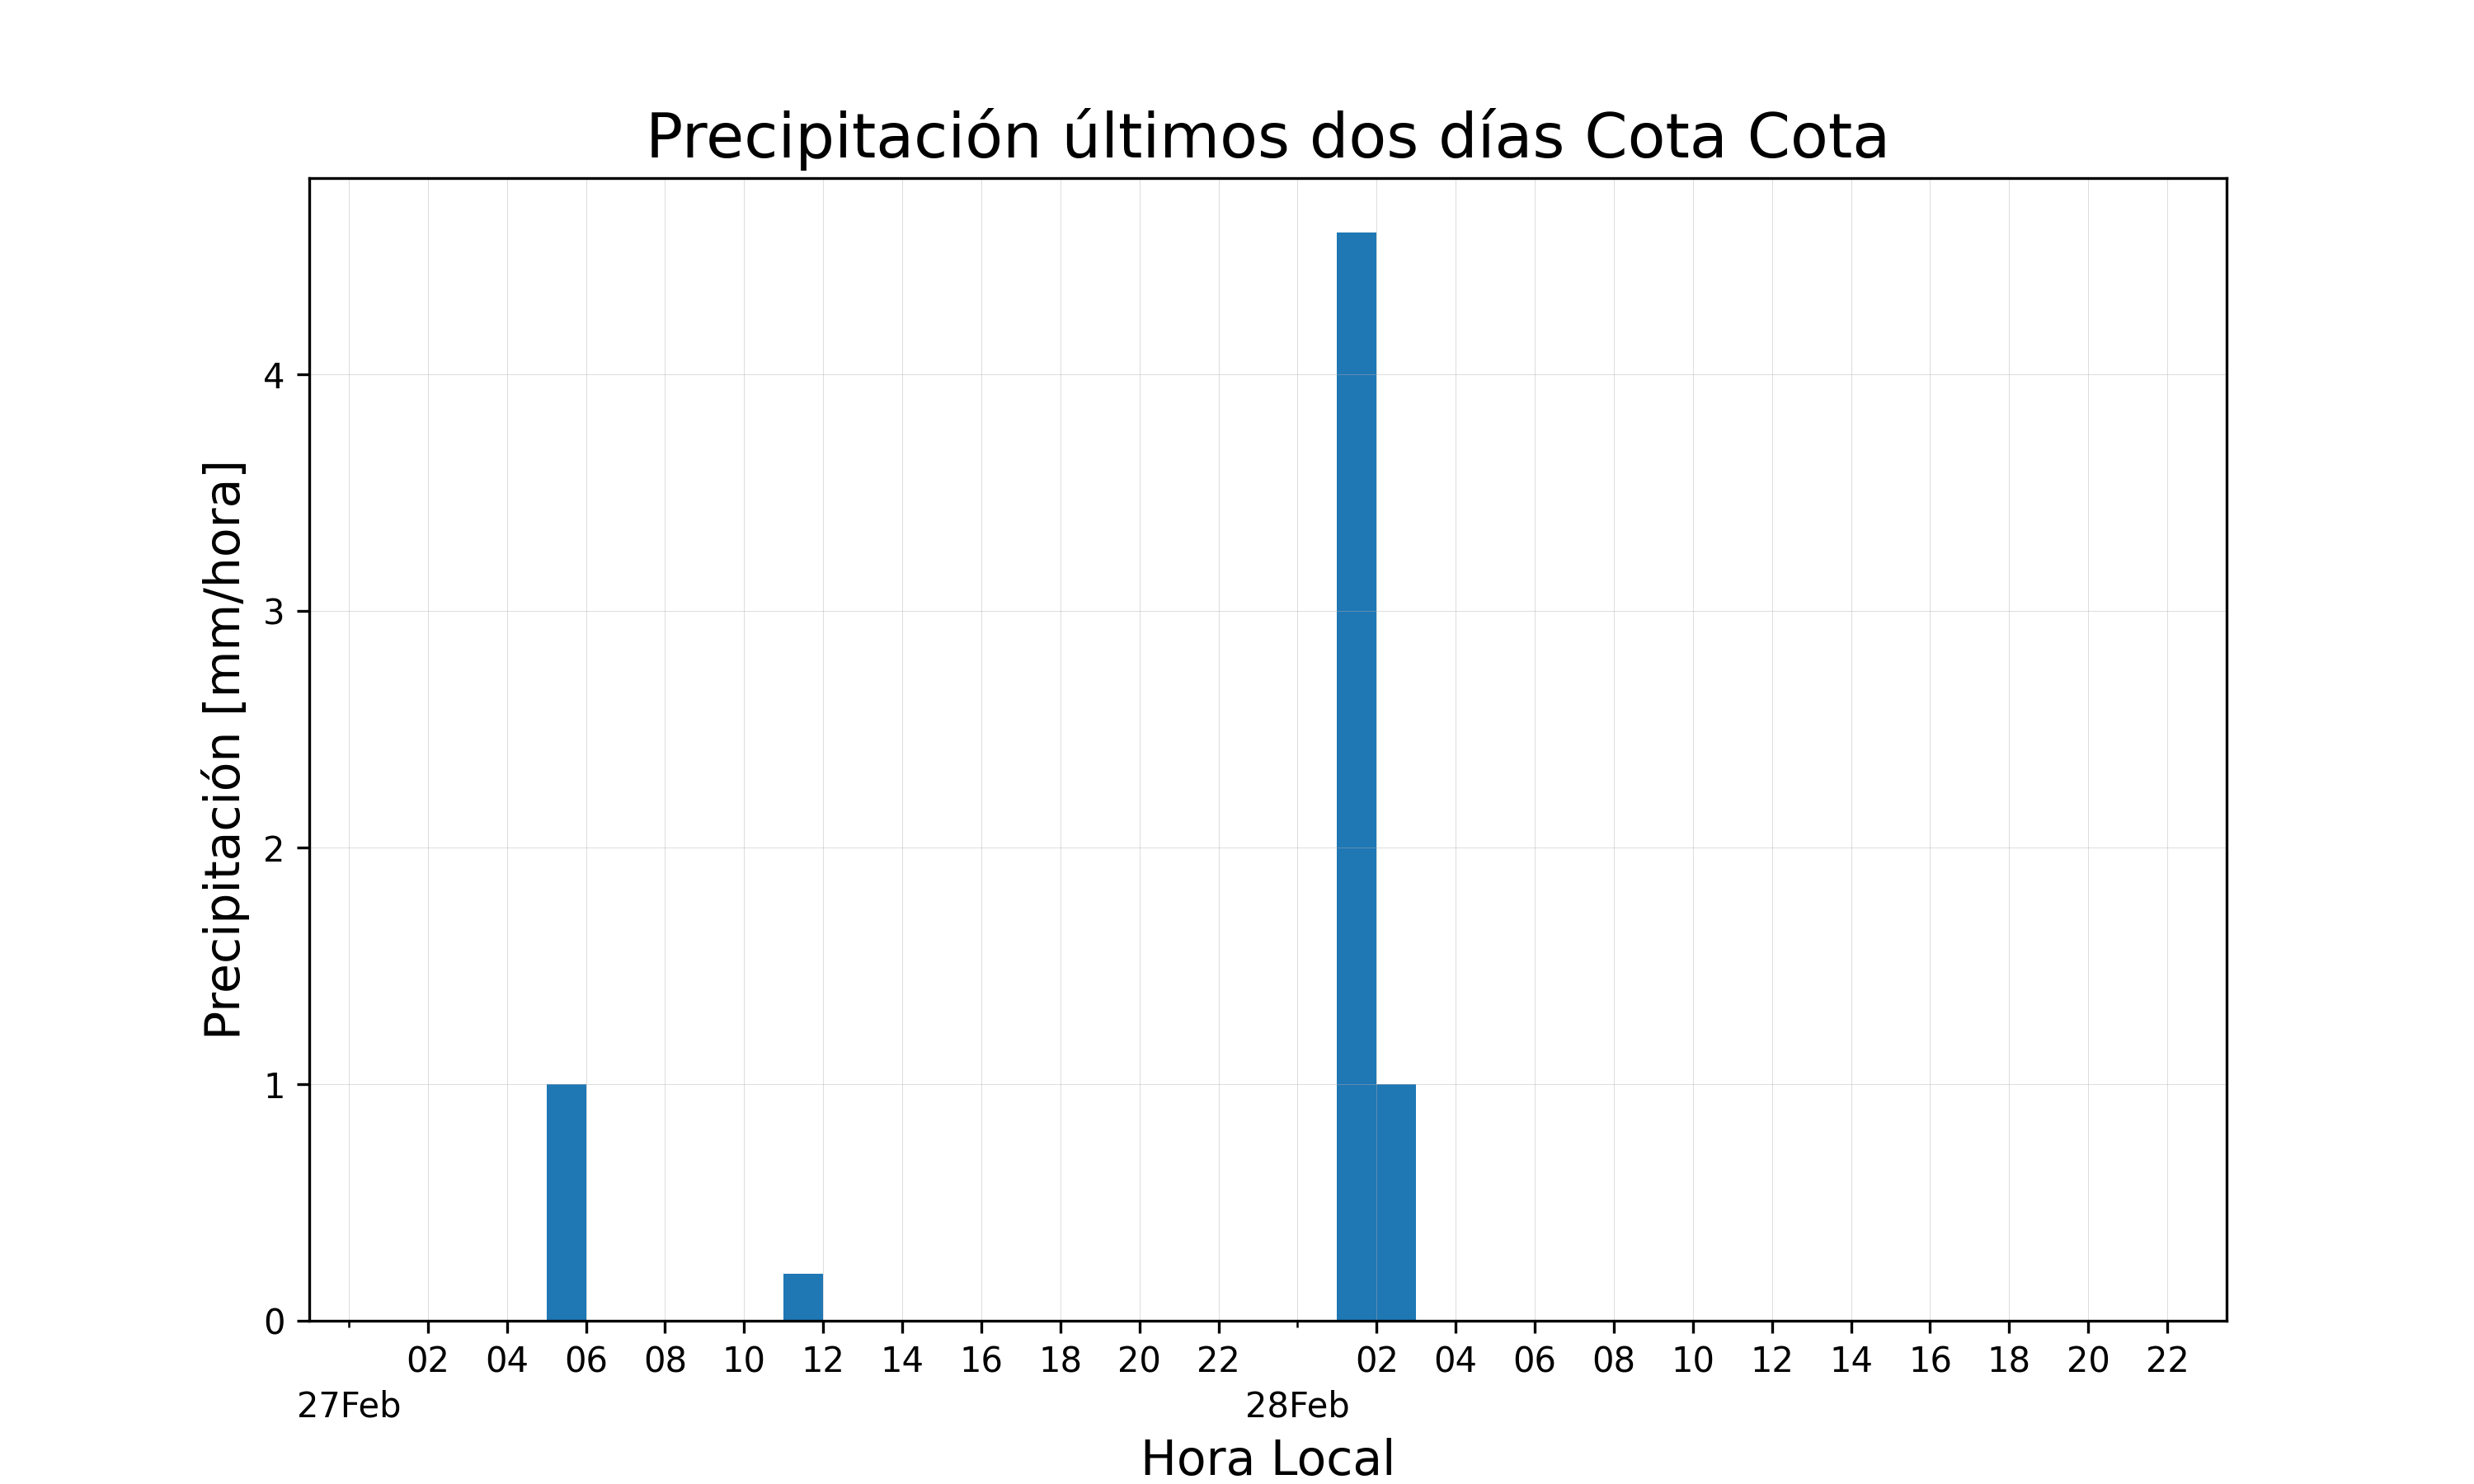 Precipitación últimos dos días Cota Cota
Precipitación [mm/hora]
4
3
2
1
0
02 04 06 08 10 12 14 16 18 20 22 02 04 06 08 10 12 14 16 18 20 22
27Feb 28Feb
Hora Local